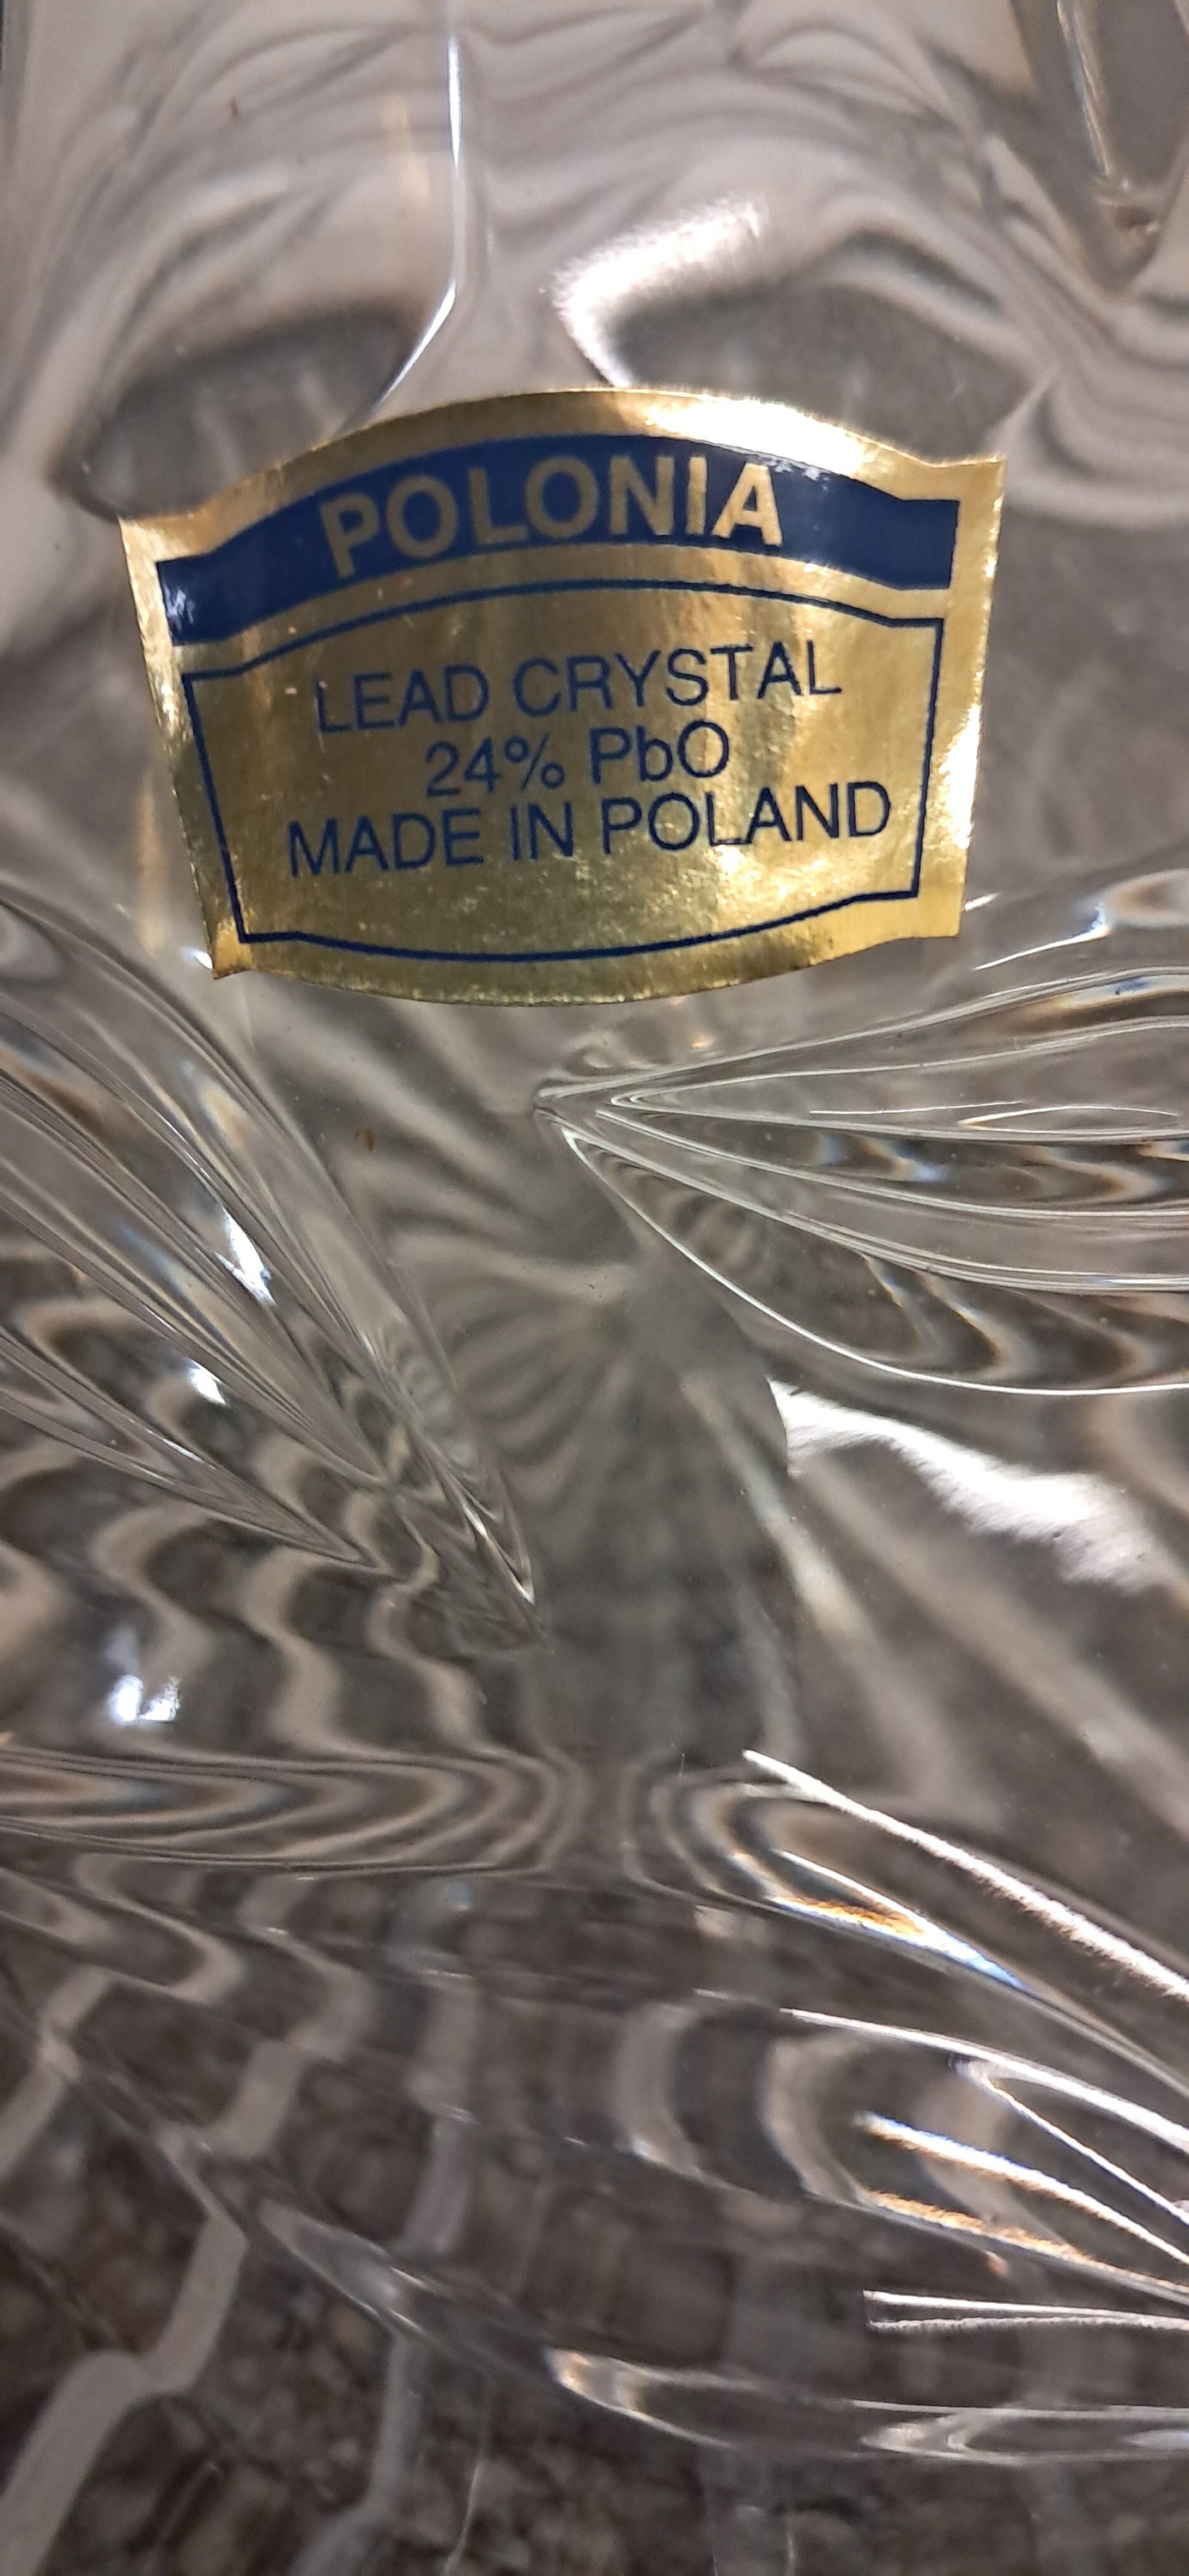 POLONIA
LEAD CRYSTAL
24% PbO
MADE IN POLAND